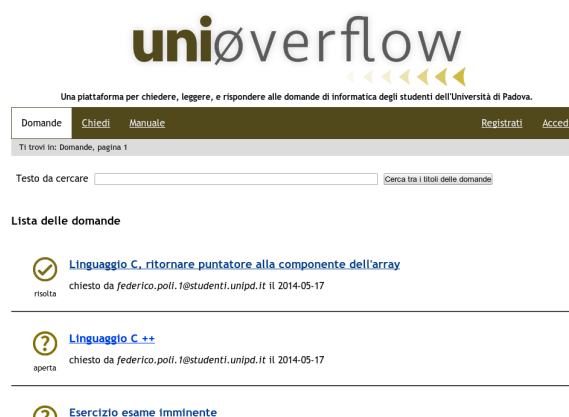 uniøverflow
Una piattaforma per chiedere, leggere, e rispondere alle domande di informatica degli studenti dell'Università di Padova.
Domande Chiedi Manuale Registrati Accedi
Ti trovi in: Domande, pagina 1
Testo da cercare Cerca tra i titoli delle domande
Lista delle domande
Linguaggio C, ritornare puntatore alla componente dell'array
risolta chiesto da federico.poli.1@studenti.unipd.it il 2014-05-17
Linguaggio C ++
aperta chiesto da federico.poli.1@studenti.unipd.it il 2014-05-17
Esercizio esame imminente